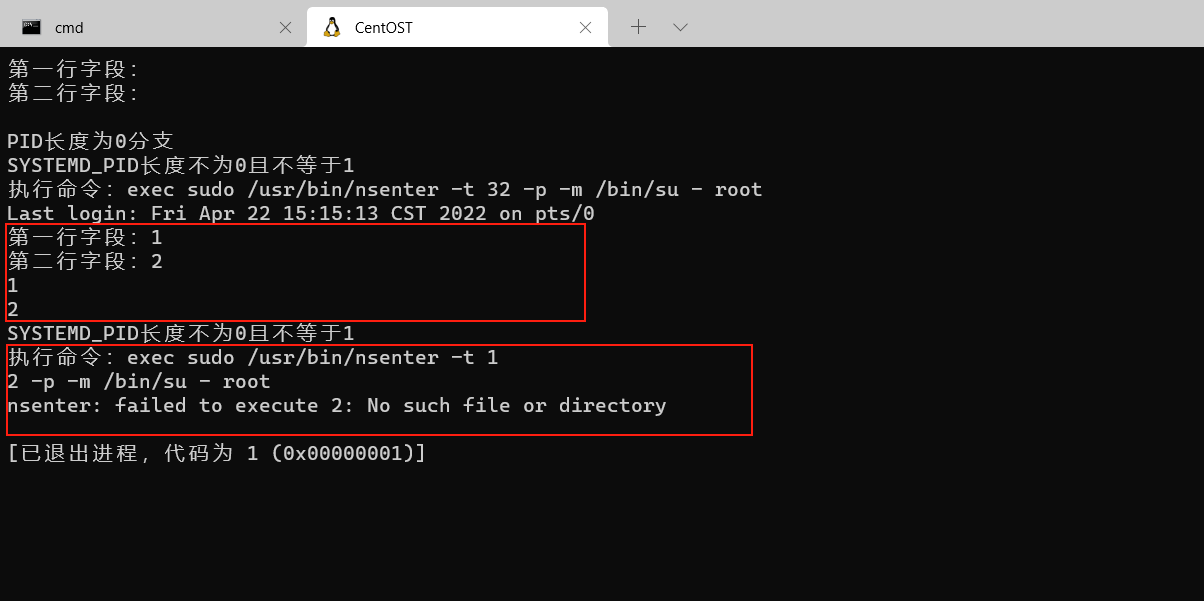 cmd
CentOST
第一行字段：
第二行字段：
PID长度为0分支
SYSTEMD_PID长度不为0且不等于1
执行命令：exec sudo /usr/bin/nsenter -t 32 -p -m /bin/su - root
Last login: Fri Apr 22 15:15:13 CST 2022 on pts/0
第一行字段：1
第二行字段：2
1
2
SYSTEMD_PID长度不为0且不等于1
执行命令：exec sudo /usr/bin/nsenter -t 1
2 -p -m /bin/su - root
nsenter: failed to execute 2: No such file or directory
[已退出进程，代码为 1 (0x00000001)]